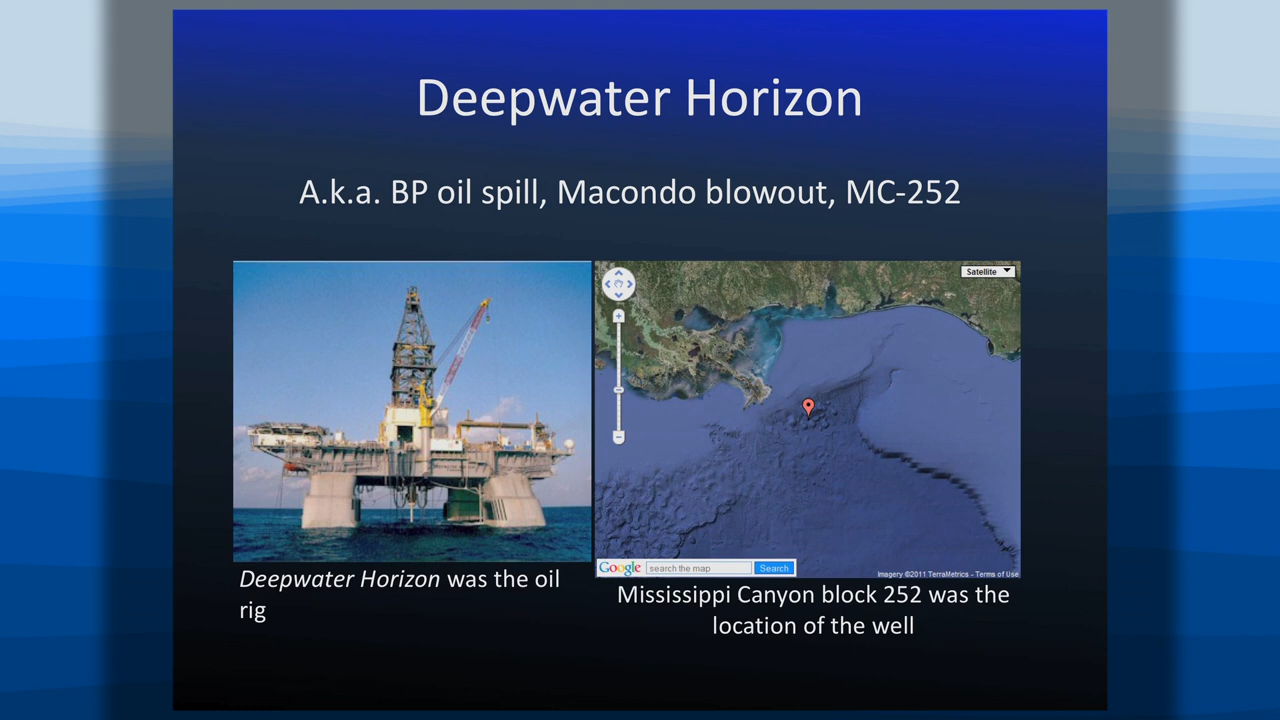 Deepwater Horizon
A.k.a. BP oil spill, Macondo blowout, MC-252
Satellite
Google search the map Search
Imagery ©2011 TerraMetrics - Terms of Use
Deepwater Horizon was the oil
rig
Mississippi Canyon block 252 was the
location of the well